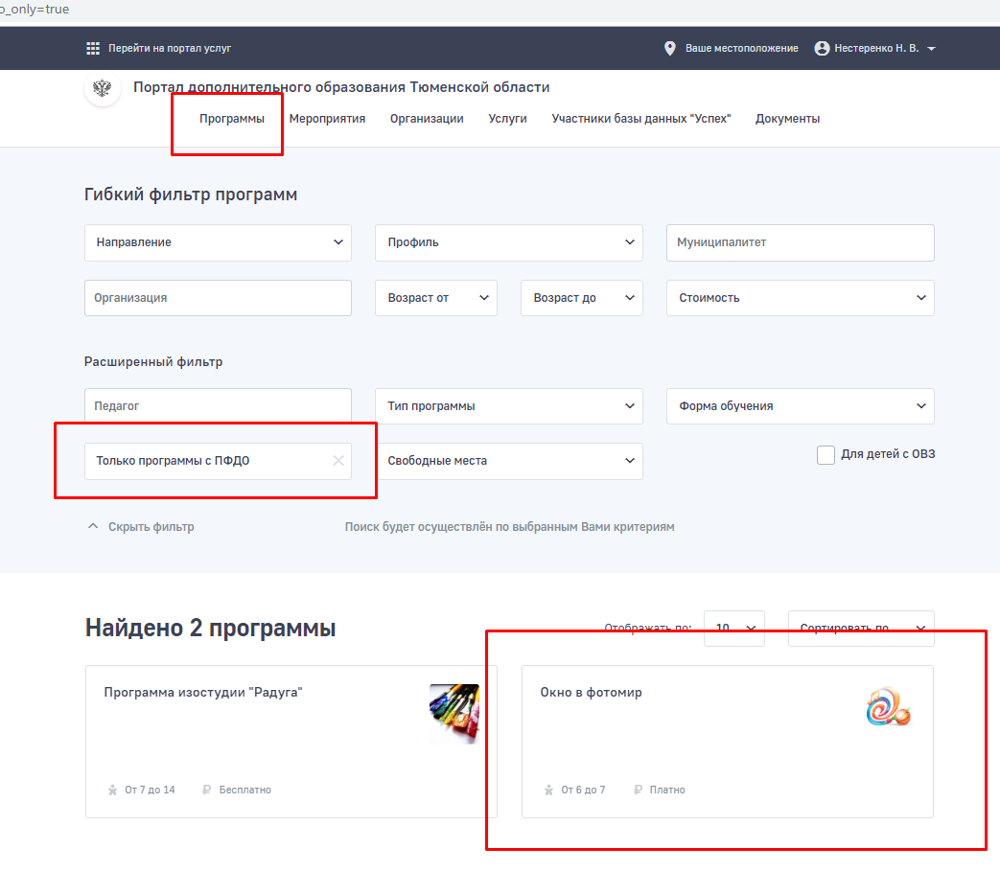 o_only=true
Перейти на портал услуг
Ваше местоположение
Нестеренко Н. В.
Портал дополнительного образования Тюменской области
Программы
Мероприятия
Организации
Услуги
Участники базы данных "Успех"
Документы
Гибкий фильтр программ
Направление
Профиль
Муниципалитет
Организация
Возраст от
Возраст до
Стоимость
Расширенный фильтр
Педагог
Тип программы
Форма обучения
Только программы с ПФДО
Свободные места
Для детей с ОВЗ
Скрыть фильтр
Поиск будет осуществлён по выбранным Вами критериям
Найдено 2 программы
Отображать по:
10
Сортировать по
Программа изостудии "Радуга"
От 7 до 14
Бесплатно
Окно в фотомир
От 6 до 7
Платно